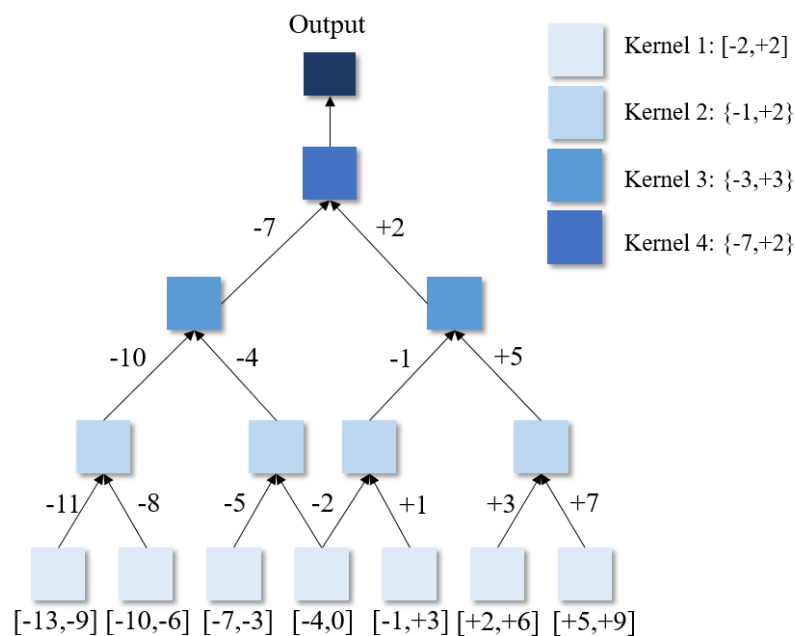 Output
Kernel 1: [-2,+2]
Kernel 2: {-1,+2}
Kernel 3: {-3,+3}
Kernel 4: {-7,+2}
-7 +2
-10 -4 -1 +5
-11 -8 -5 -2 +1 +3 +7
[-13,-9] [-10,-6] [-7,-3] [-4,0] [-1,+3] [+2,+6] [+5,+9]